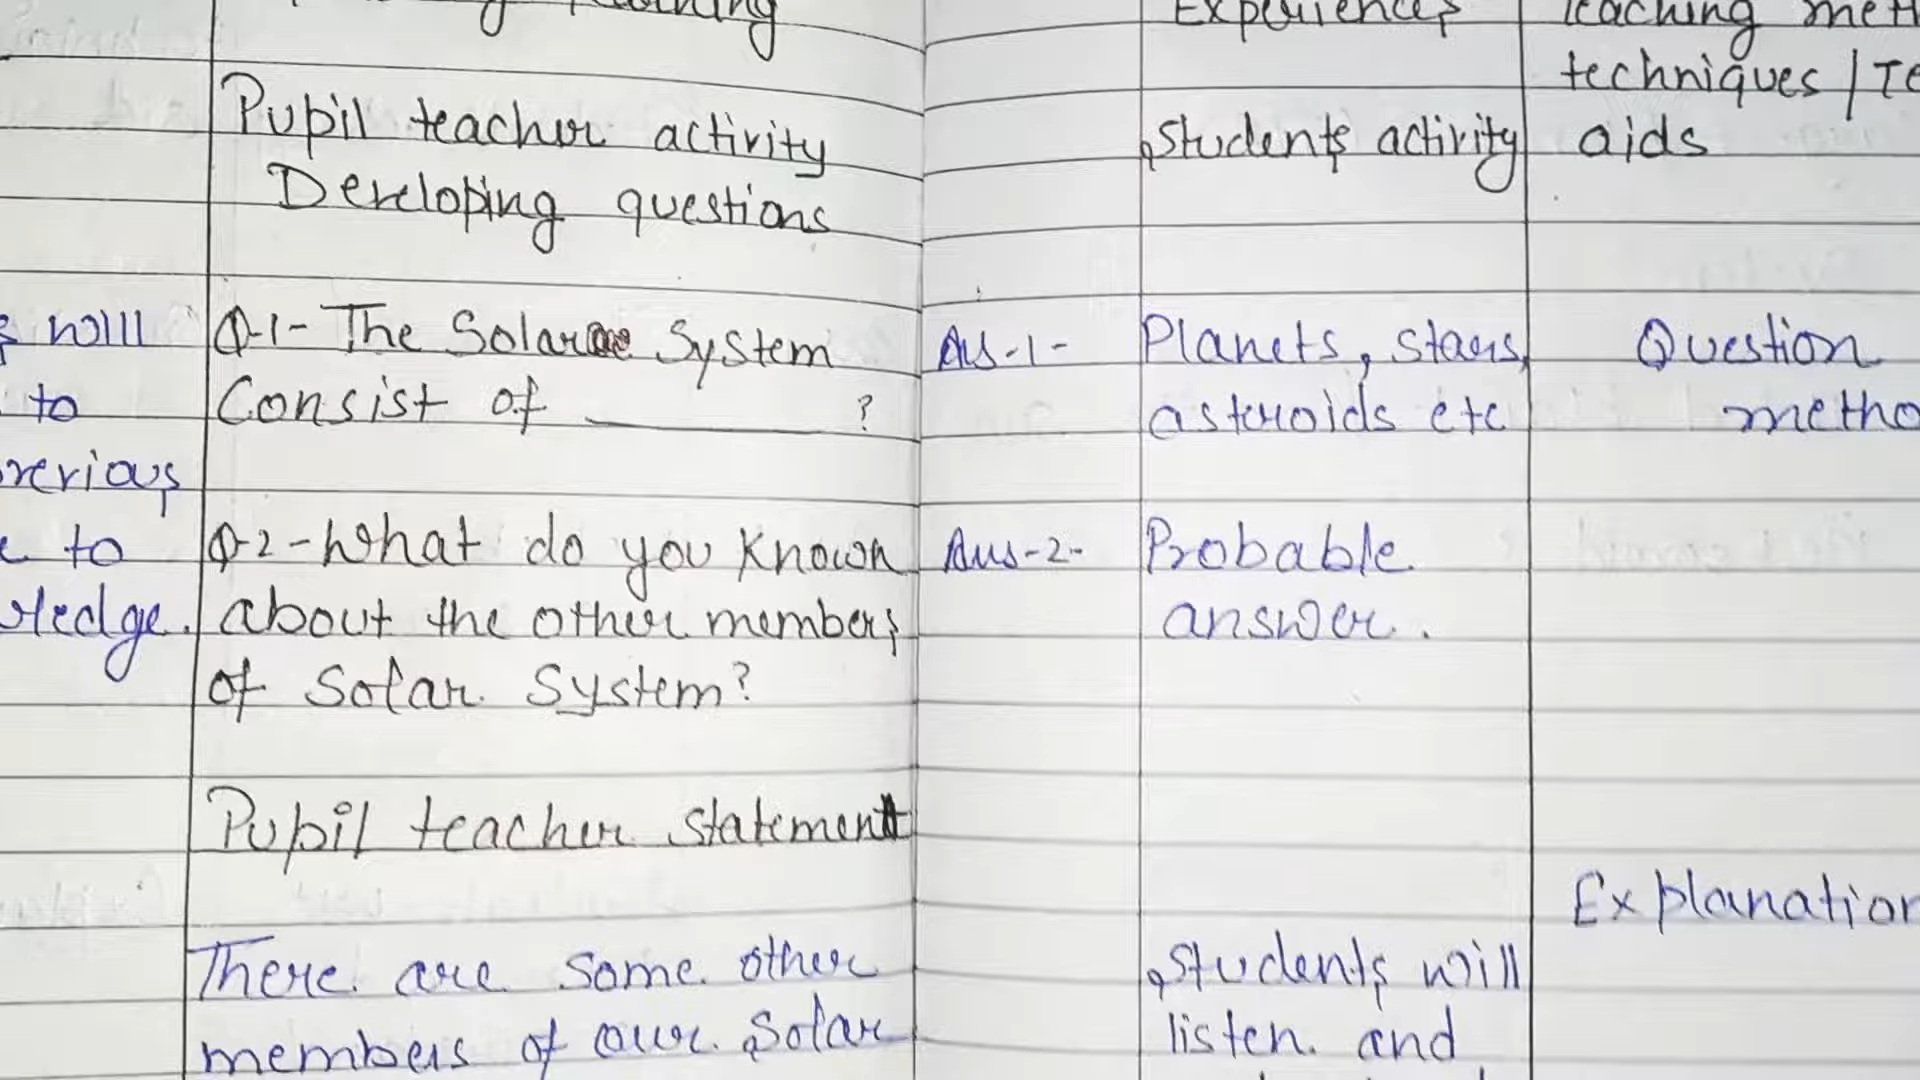 Experiences
teaching
techniques
Pupil teacher activity
Students activity
aids
Developing questions
will
Q-1- The Solar System
Ans-1-
Planets, stars,
Question
to
Consist of ________ ?
asteroids etc
to
Q-2- What do you known
Ans-2-
Probable
about the other members
answer.
of Solar System?
Pupil teacher statement
Explanation
There are some other
Students will
members of our Solar
listen and